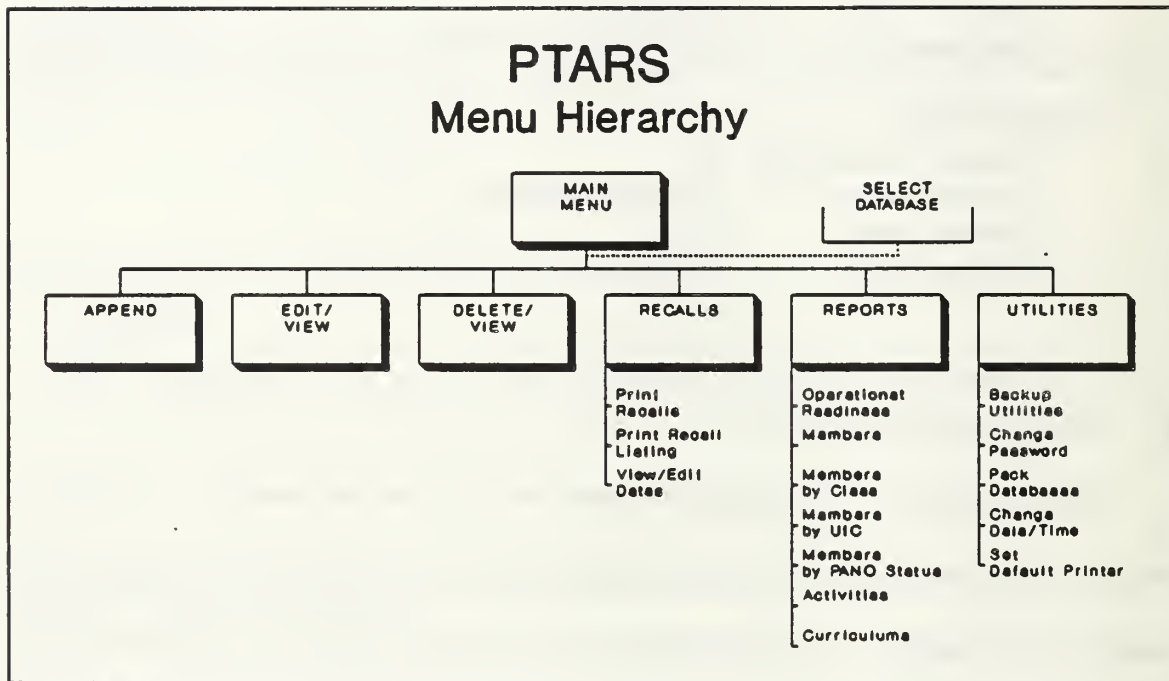 PTARS
Menu Hierarchy
MAIN
MENU
SELECT
DATABASE
APPEND
EDIT/
VIEW
DELETE/
VIEW
RECALLS
REPORTS
UTILITIES
Print
Recalls
Print Recall
Listing
View/Edit
Dates
Operational
Readiness
Members
Members
by Class
Members
by UIC
Members
by PANO Status
Activities
Curriculums
Backup
Utilities
Change
Password
Pack
Databases
Change
Date/Time
Set
Default Printer